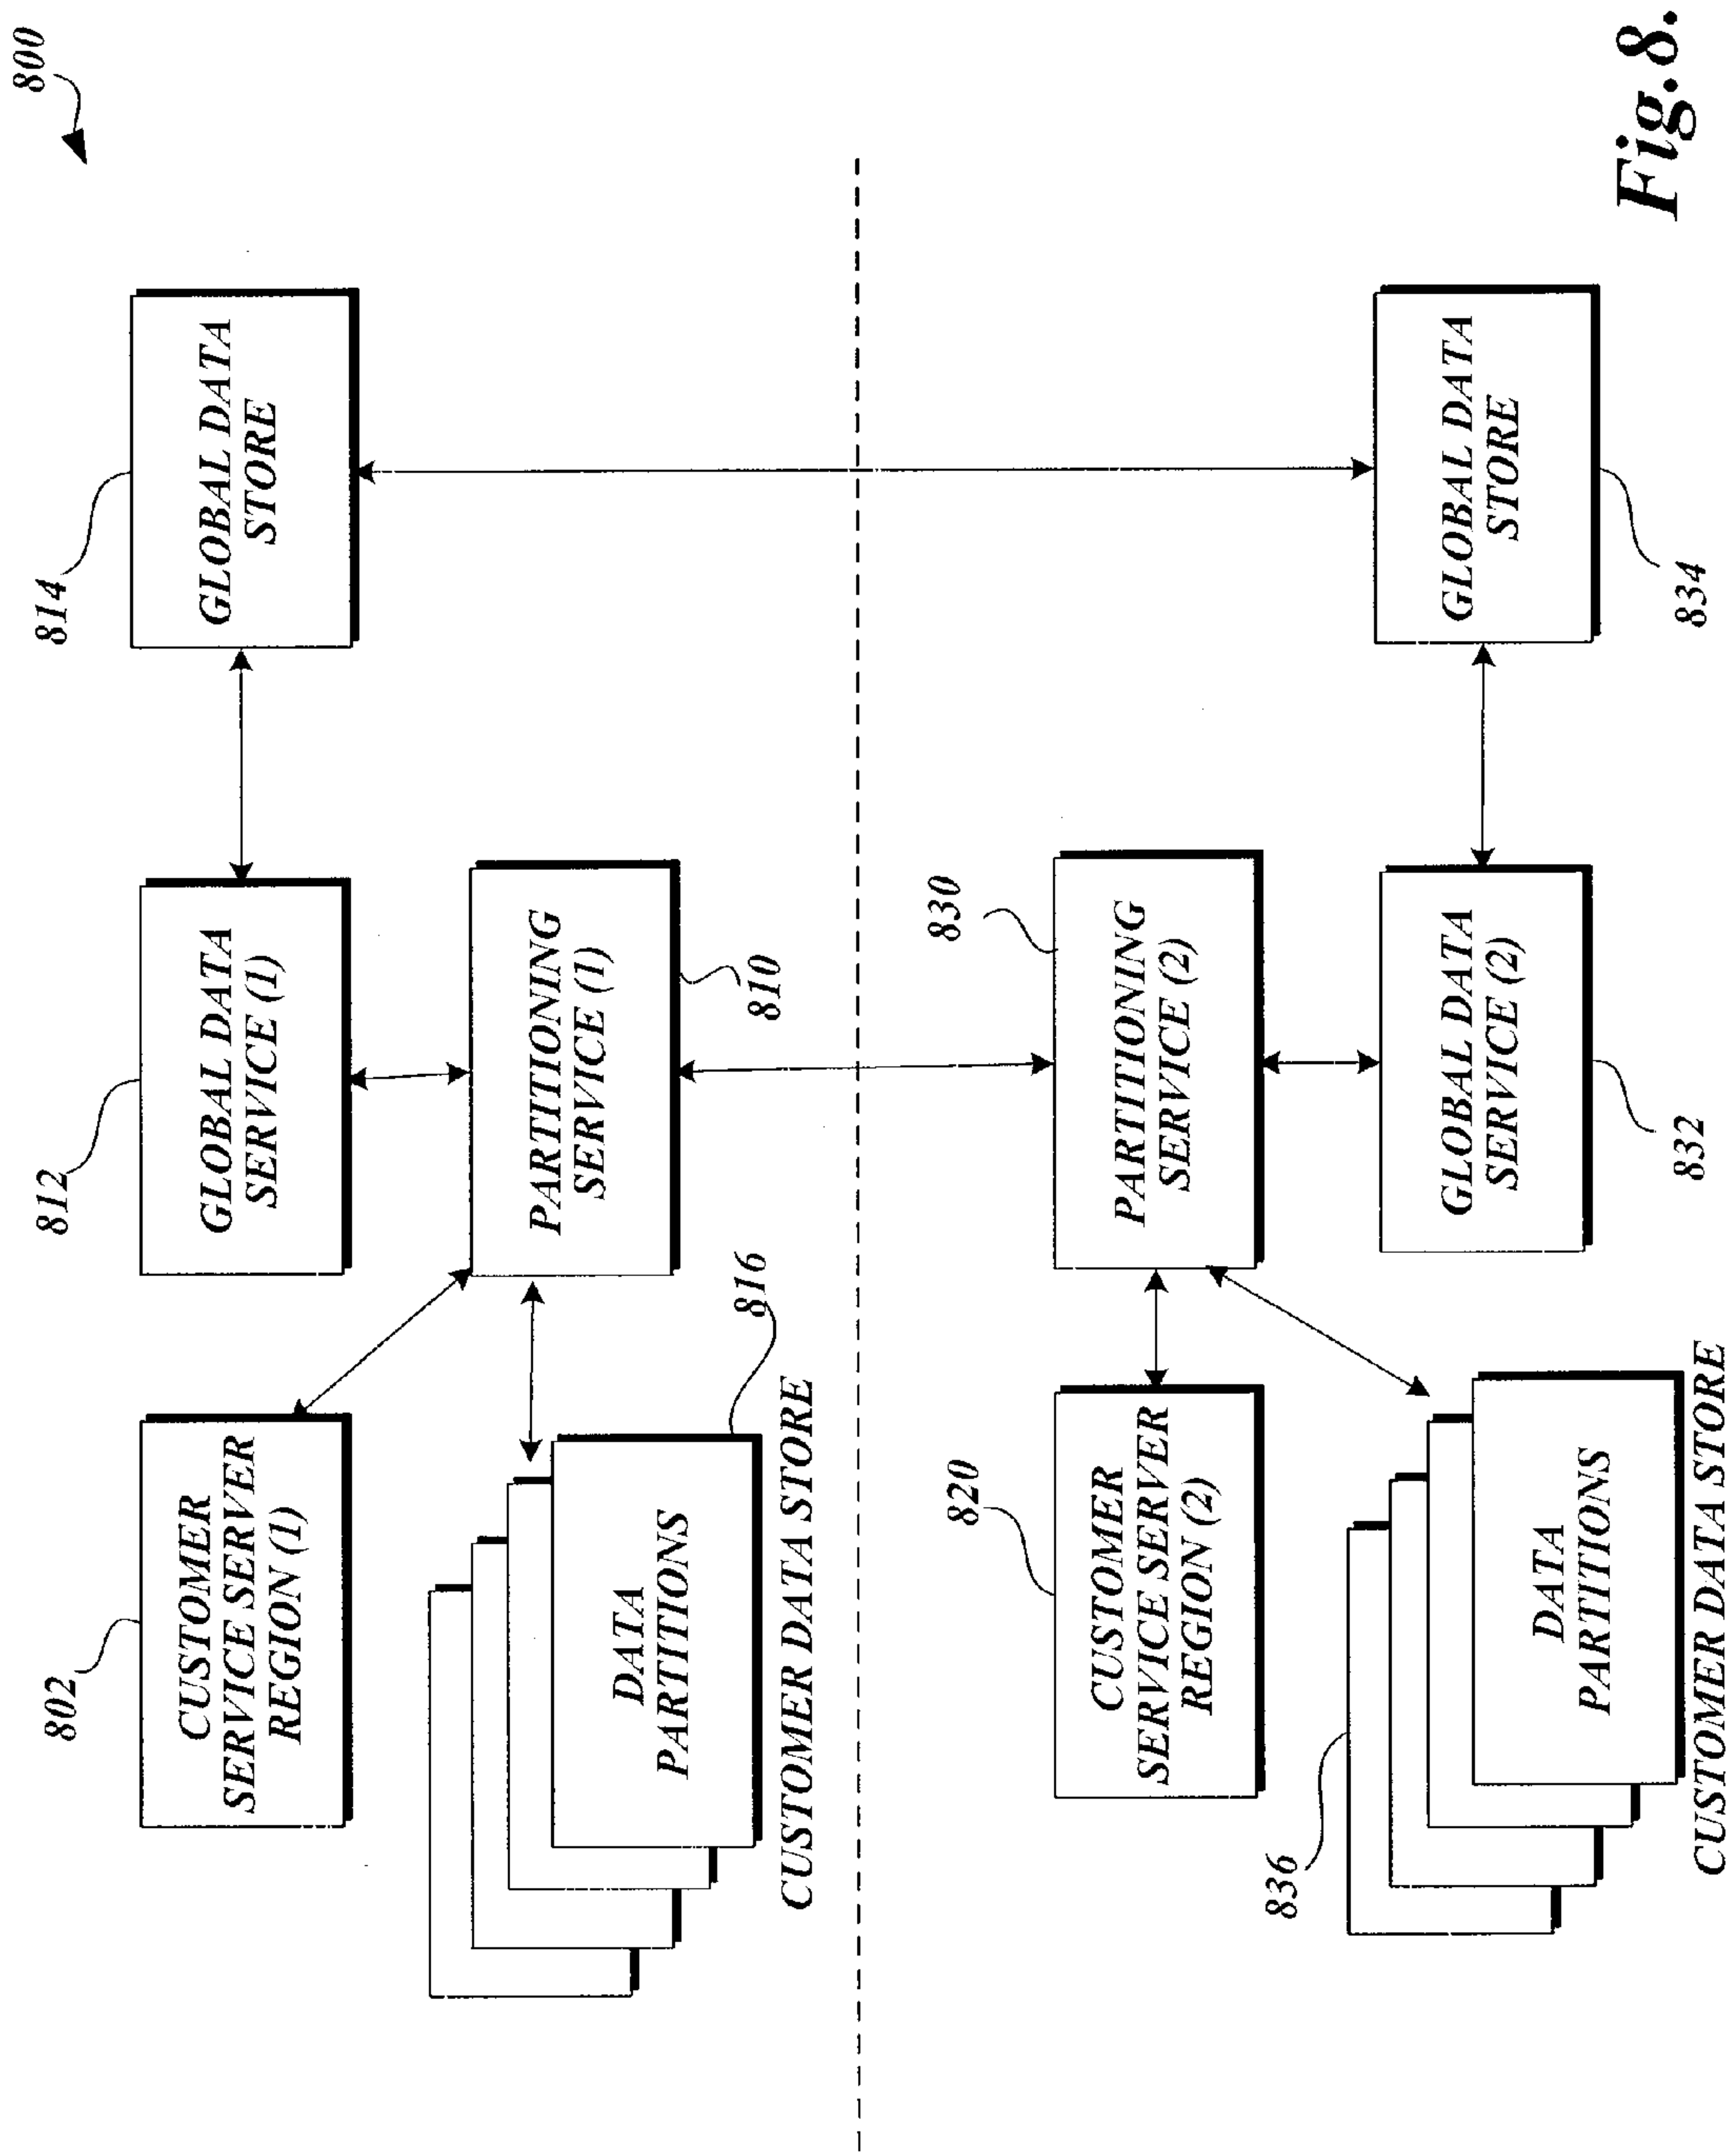 800
802
CUSTOMER
SERVICE SERVER
REGION (1)
812
GLOBAL DATA
SERVICE (1)
814
GLOBAL DATA
STORE
DATA
PARTITIONS
816
CUSTOMER DATA STORE
PARTITIONING
SERVICE (1)
810
820
CUSTOMER
SERVICE SERVER
REGION (2)
830
PARTITIONING
SERVICE (2)
836
DATA
PARTITIONS
CUSTOMER DATA STORE
GLOBAL DATA
SERVICE (2)
832
GLOBAL DATA
STORE
834
Fig.8.